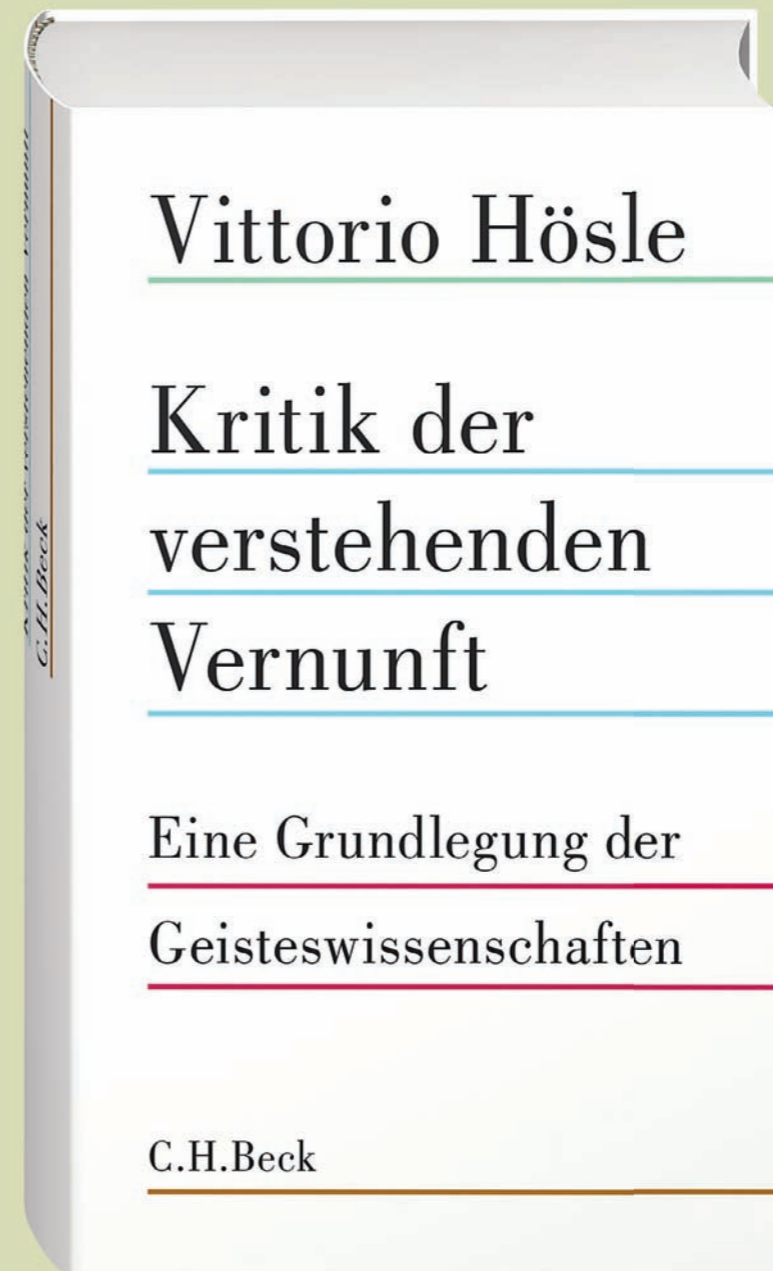 Vittorio Hösle
Kritik der
verstehenden
Vernunft
Eine Grundlegung der
Geisteswissenschaften
C.H.Beck
C.H.Beck